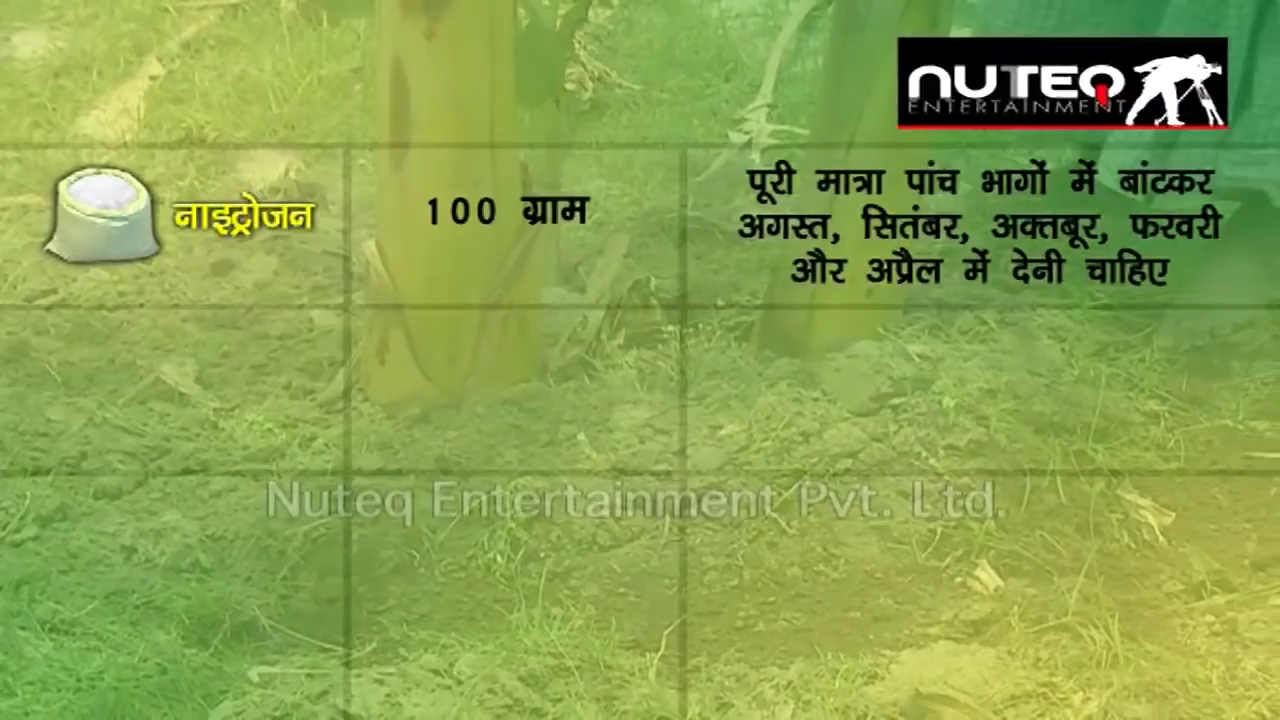 NUTEQ
ENTERTAINMENT
नाइट्रोजन
100 ग्राम
पूरी मात्रा पांच भागों में बांटकर
अगस्त, सितंबर, अक्तबूर, फरवरी
और अप्रैल में देनी चाहिए
Nuteq Entertainment Pvt. Ltd.